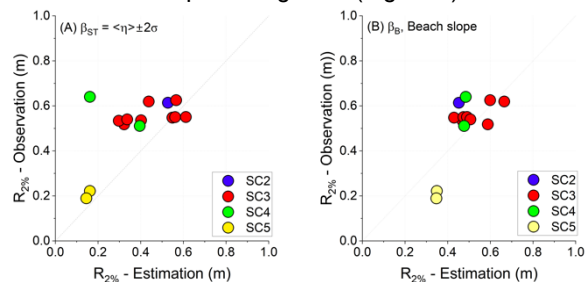 (A) β_ST = <η>±2σ
(B) β_B, Beach slope
1.0
0.8
0.6
0.4
0.2
0.0
R2% - Observation (m)
SC2
SC3
SC4
SC5
0.0 0.2 0.4 0.6 0.8 1.0
R2% - Estimation (m)
1.0
0.8
0.6
0.4
0.2
0.0
R2% - Observation (m))
SC2
SC3
SC4
SC5
0.0 0.2 0.4 0.6 0.8 1.0
R2% - Estimation (m)